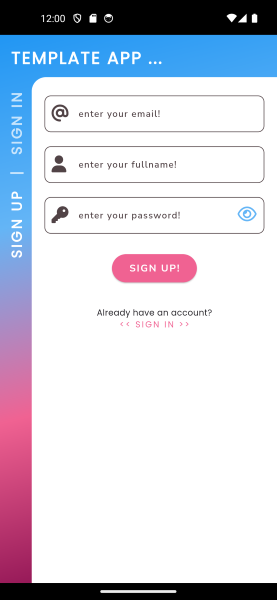 12:00
TEMPLATE APP ...
SIGN UP | SIGN IN
enter your email!
enter your fullname!
enter your password!
SIGN UP!
Already have an account?
<< SIGN IN >>